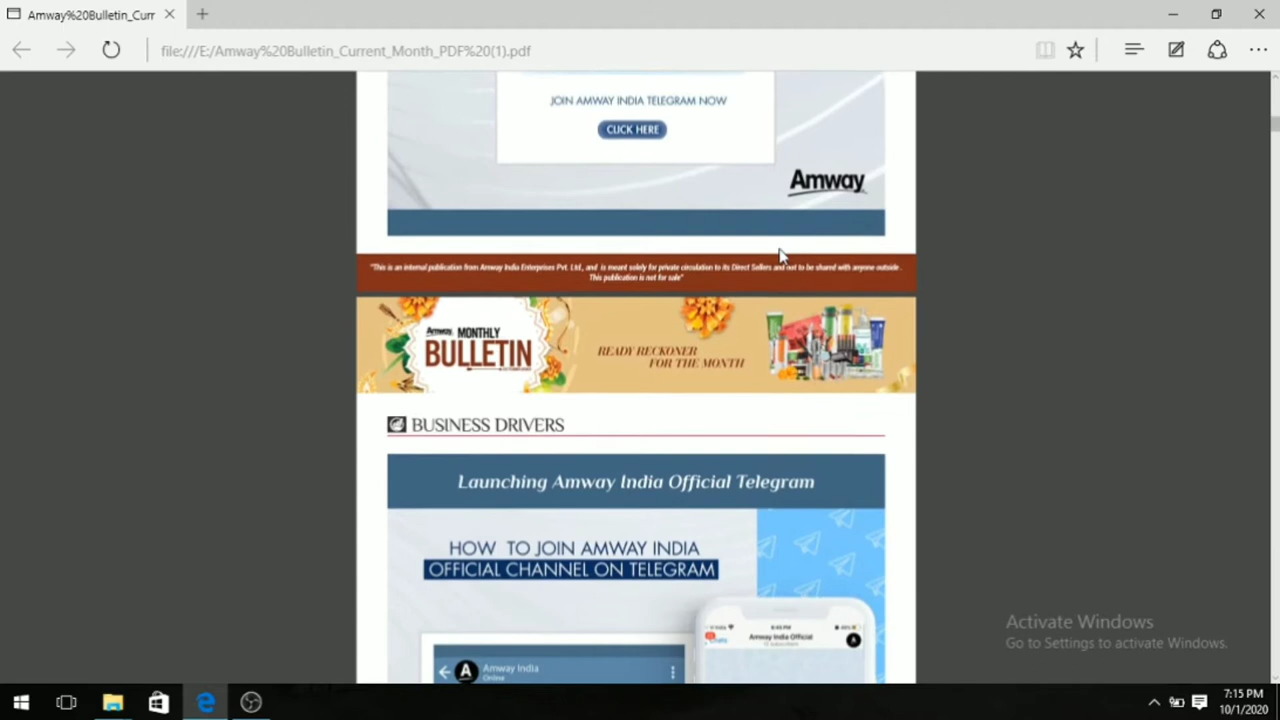 Amway%20Bulletin_Curr
file:///E:/Amway%20Bulletin_Current_Month_PDF%20(1).pdf
JOIN AMWAY INDIA TELEGRAM NOW
CLICK HERE
Amway
"This is an internal publication from Amway India Enterprises Pvt. Ltd., and is meant solely for private circulation to its Direct Sellers and not to be shared with anyone outside.
This publication is not for sale"
Amway MONTHLY
BULLETIN
READY RECKONER
FOR THE MONTH
BUSINESS DRIVERS
Launching Amway India Official Telegram
HOW TO JOIN AMWAY INDIA
OFFICIAL CHANNEL ON TELEGRAM
9:43 PM
Chats
Amway India Official
A
A
Amway India
Online
Activate Windows
Go to Settings to activate Windows.
7:15 PM
10/1/2020